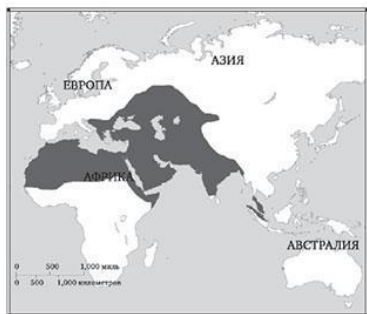 АЗИЯ
ЕВРОПА
АФРИКА
АВСТРАЛИЯ
0 500 1,000 миль
0 500 1,000 километров